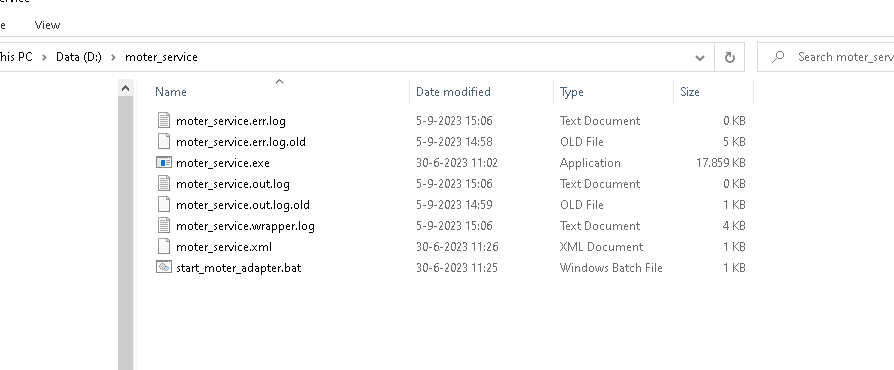 e View
his PC > Data (D:) > moter_service Search moter_serv
Name Date modified Type Size
moter_service.err.log 5-9-2023 15:06 Text Document 0 KB
moter_service.err.log.old 5-9-2023 14:58 OLD File 5 KB
moter_service.exe 30-6-2023 11:02 Application 17.859 KB
moter_service.out.log 5-9-2023 15:06 Text Document 0 KB
moter_service.out.log.old 5-9-2023 14:59 OLD File 1 KB
moter_service.wrapper.log 5-9-2023 15:06 Text Document 4 KB
moter_service.xml 30-6-2023 11:26 XML Document 1 KB
start_moter_adapter.bat 30-6-2023 11:25 Windows Batch File 1 KB